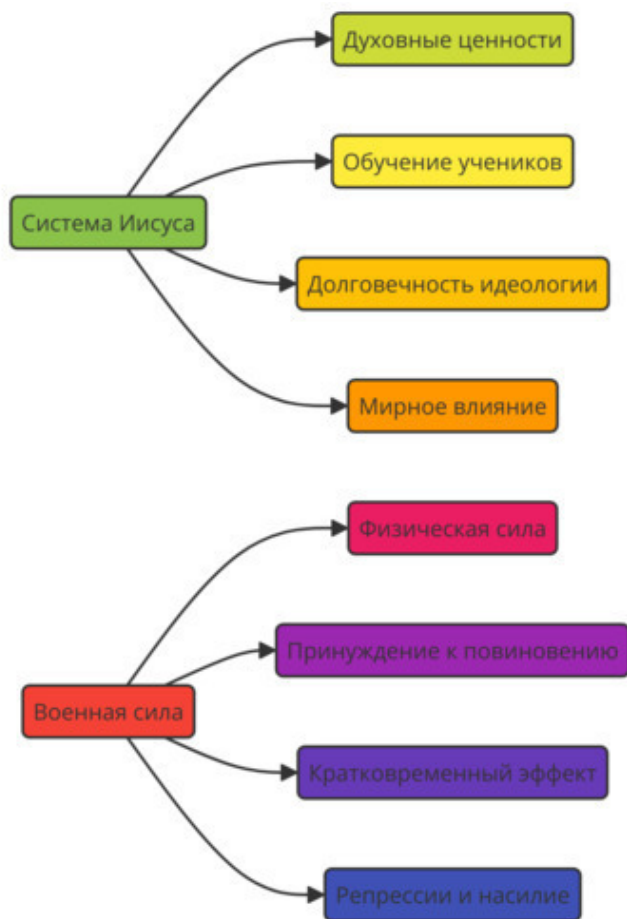 Духовные ценности
Обучение учеников
Система Иисуса
Долговечность идеологии
Мирное влияние
Физическая сила
Принуждение к повиновению
Военная сила
Кратковременный эффект
Репрессии и насилие